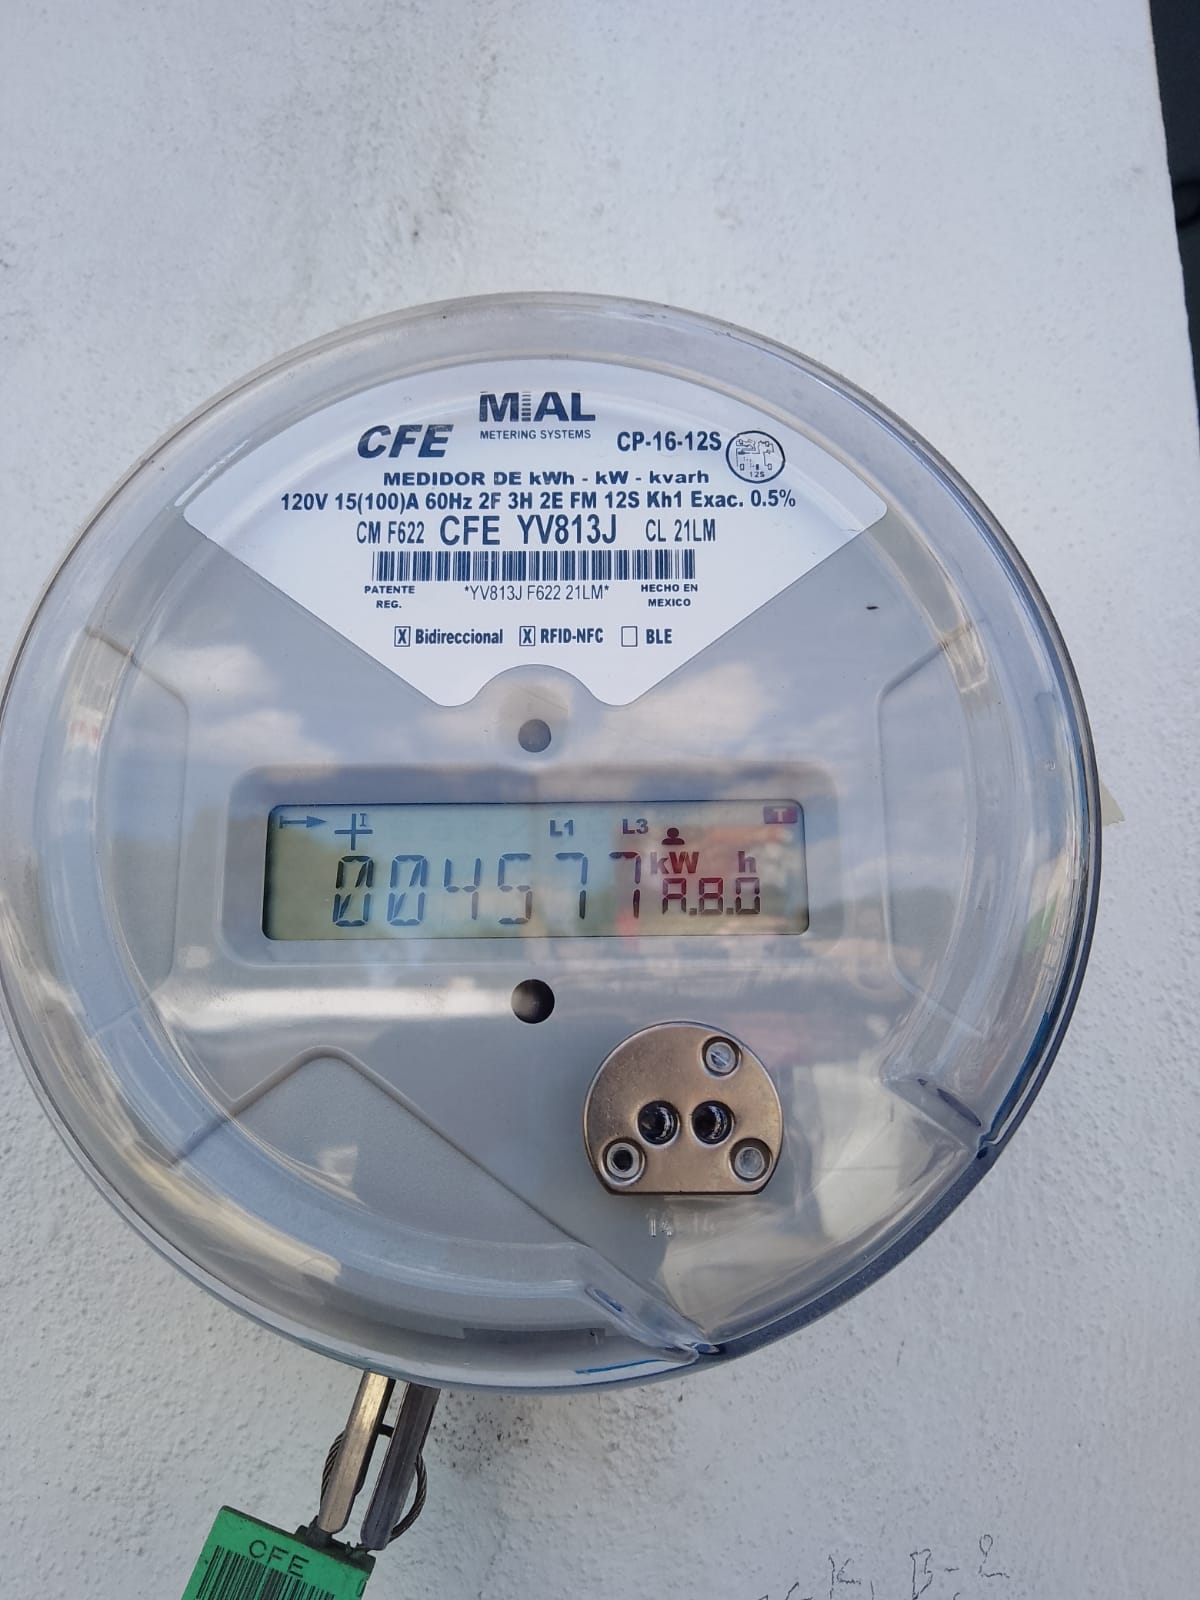 MIAL
METERING SYSTEMS
CFE
CP-16-12S
12S
MEDIDOR DE kWh - kW - kvarh
120V 15(100)A 60Hz 2F 3H 2E FM 12S Kh1 Exac. 0.5%
CM F622 CFE YV813J CL 21LM
PATENTE REG.
*YV813J F622 21LM*
HECHO EN MEXICO
X Bidireccional X RFID-NFC BLE
L1 L3 T
004577 kW h
A.8.0
14 14
CFE